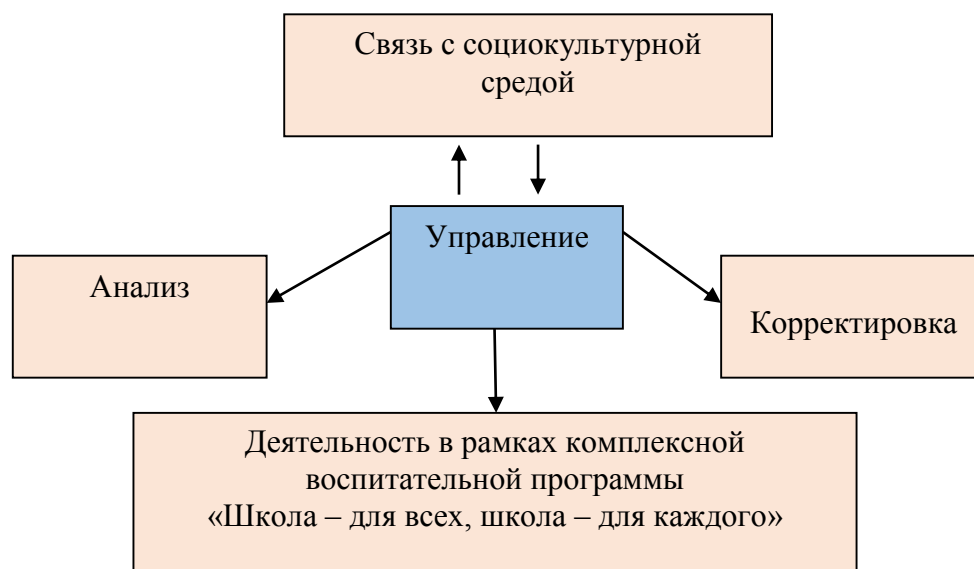 Связь с социокультурной
средой
Управление
Анализ
Корректировка
Деятельность в рамках комплексной
воспитательной программы
«Школа – для всех, школа – для каждого»